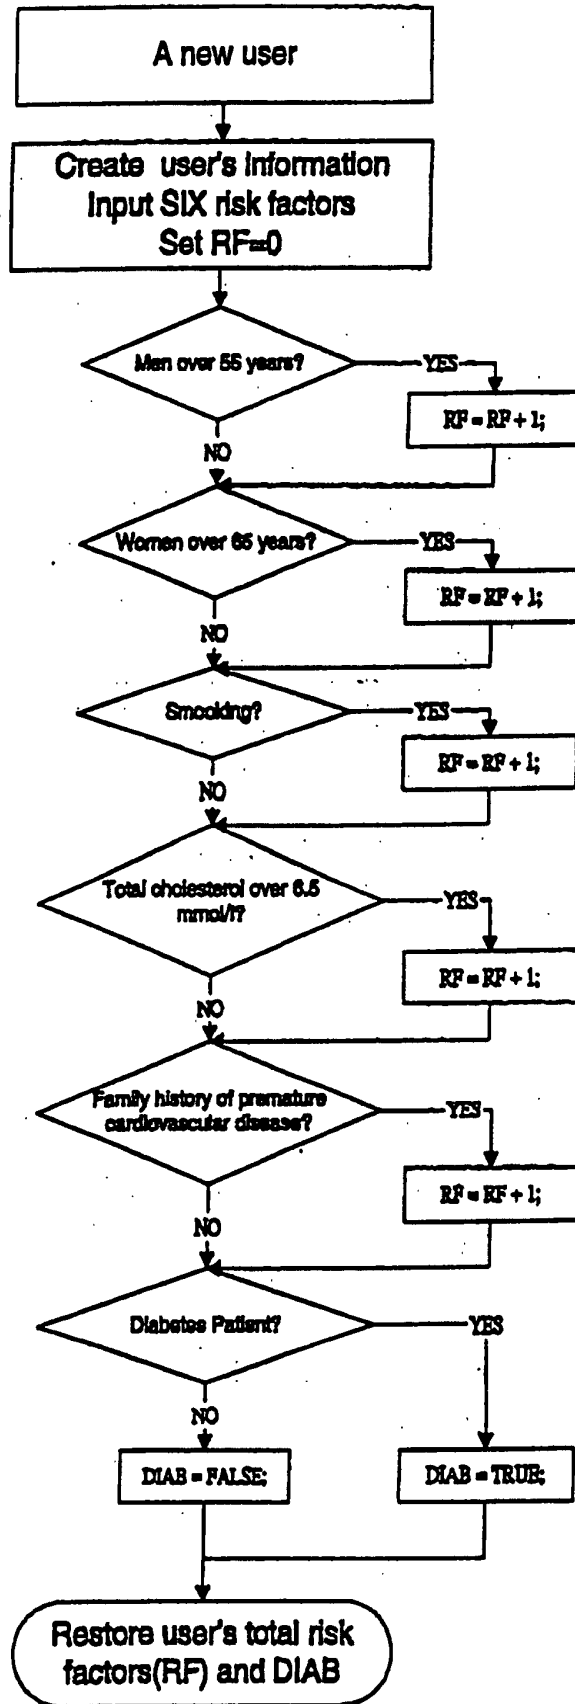 A new user
Create user's information
Input SIX risk factors
Set RF=0
Men over 55 years?
YES
RF = RF + 1;
NO
Women over 65 years?
YES
RF = RF + 1;
NO
Smooking?
YES
RF = RF + 1;
NO
Total cholesterol over 6.5
mmol/l?
YES
RF = RF + 1;
NO
Family history of premature
cardiovascular disease?
YES
RF = RF + 1;
NO
Diabetes Patient?
YES
NO
DIAB = FALSE;
DIAB = TRUE;
Restore user's total risk
factors(RF) and DIAB